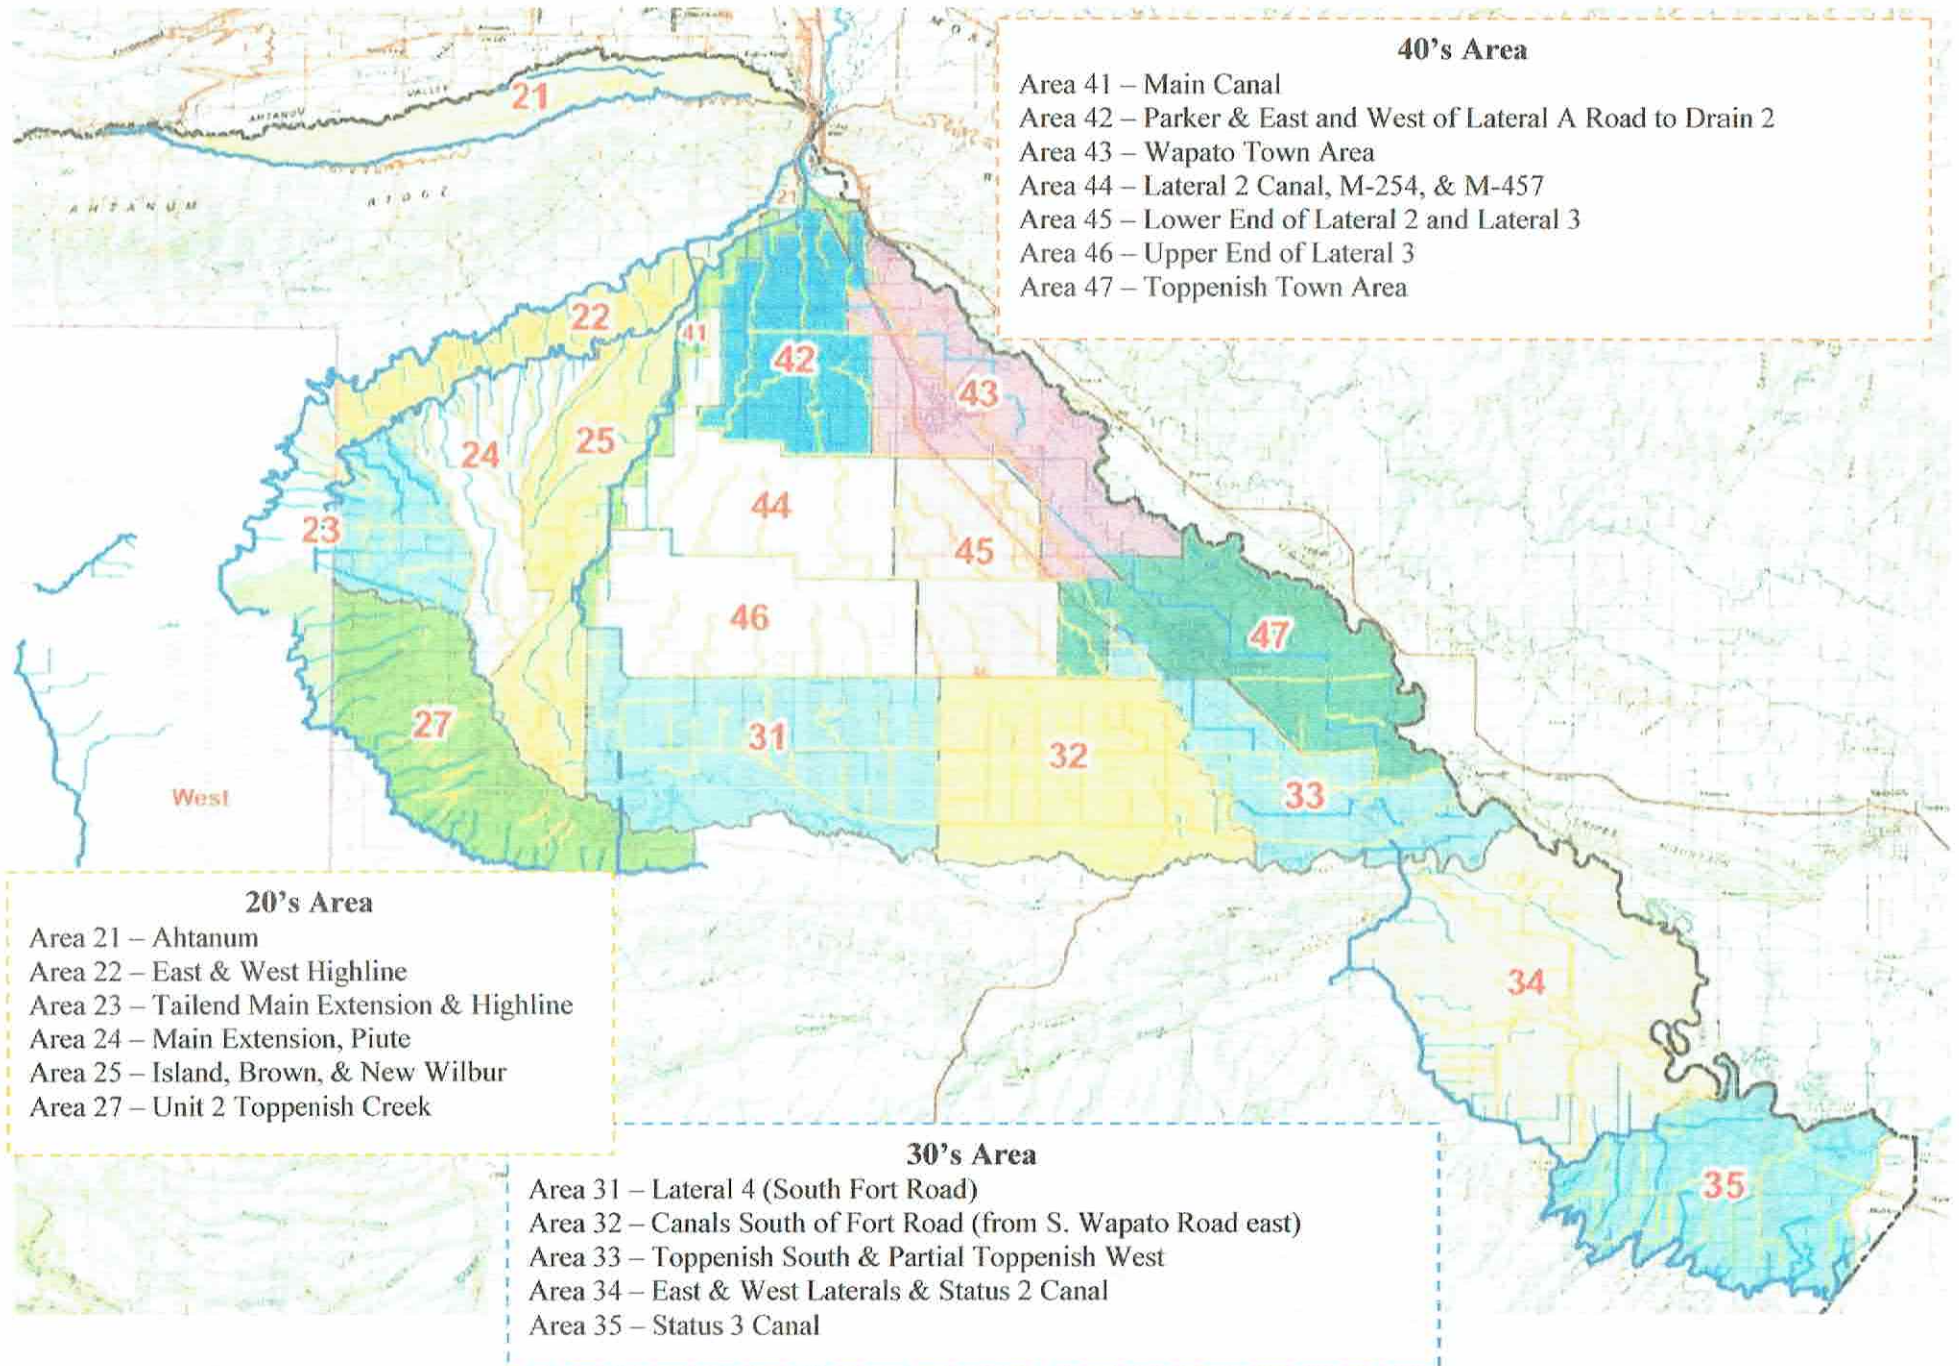 40's Area
Area 41 – Main Canal
Area 42 – Parker & East and West of Lateral A Road to Drain 2
Area 43 – Wapato Town Area
Area 44 – Lateral 2 Canal, M-254, & M-457
Area 45 – Lower End of Lateral 2 and Lateral 3
Area 46 – Upper End of Lateral 3
Area 47 – Toppenish Town Area
21
AHTANUM
VALLEY
AHTANUM
RIDGE
21
22
41
42
43
24
25
23
44
45
46
47
27
31
32
33
West
34
35
20's Area
Area 21 – Ahtanum
Area 22 – East & West Highline
Area 23 – Tailend Main Extension & Highline
Area 24 – Main Extension, Piute
Area 25 – Island, Brown, & New Wilbur
Area 27 – Unit 2 Toppenish Creek
30's Area
Area 31 – Lateral 4 (South Fort Road)
Area 32 – Canals South of Fort Road (from S. Wapato Road east)
Area 33 – Toppenish South & Partial Toppenish West
Area 34 – East & West Laterals & Status 2 Canal
Area 35 – Status 3 Canal